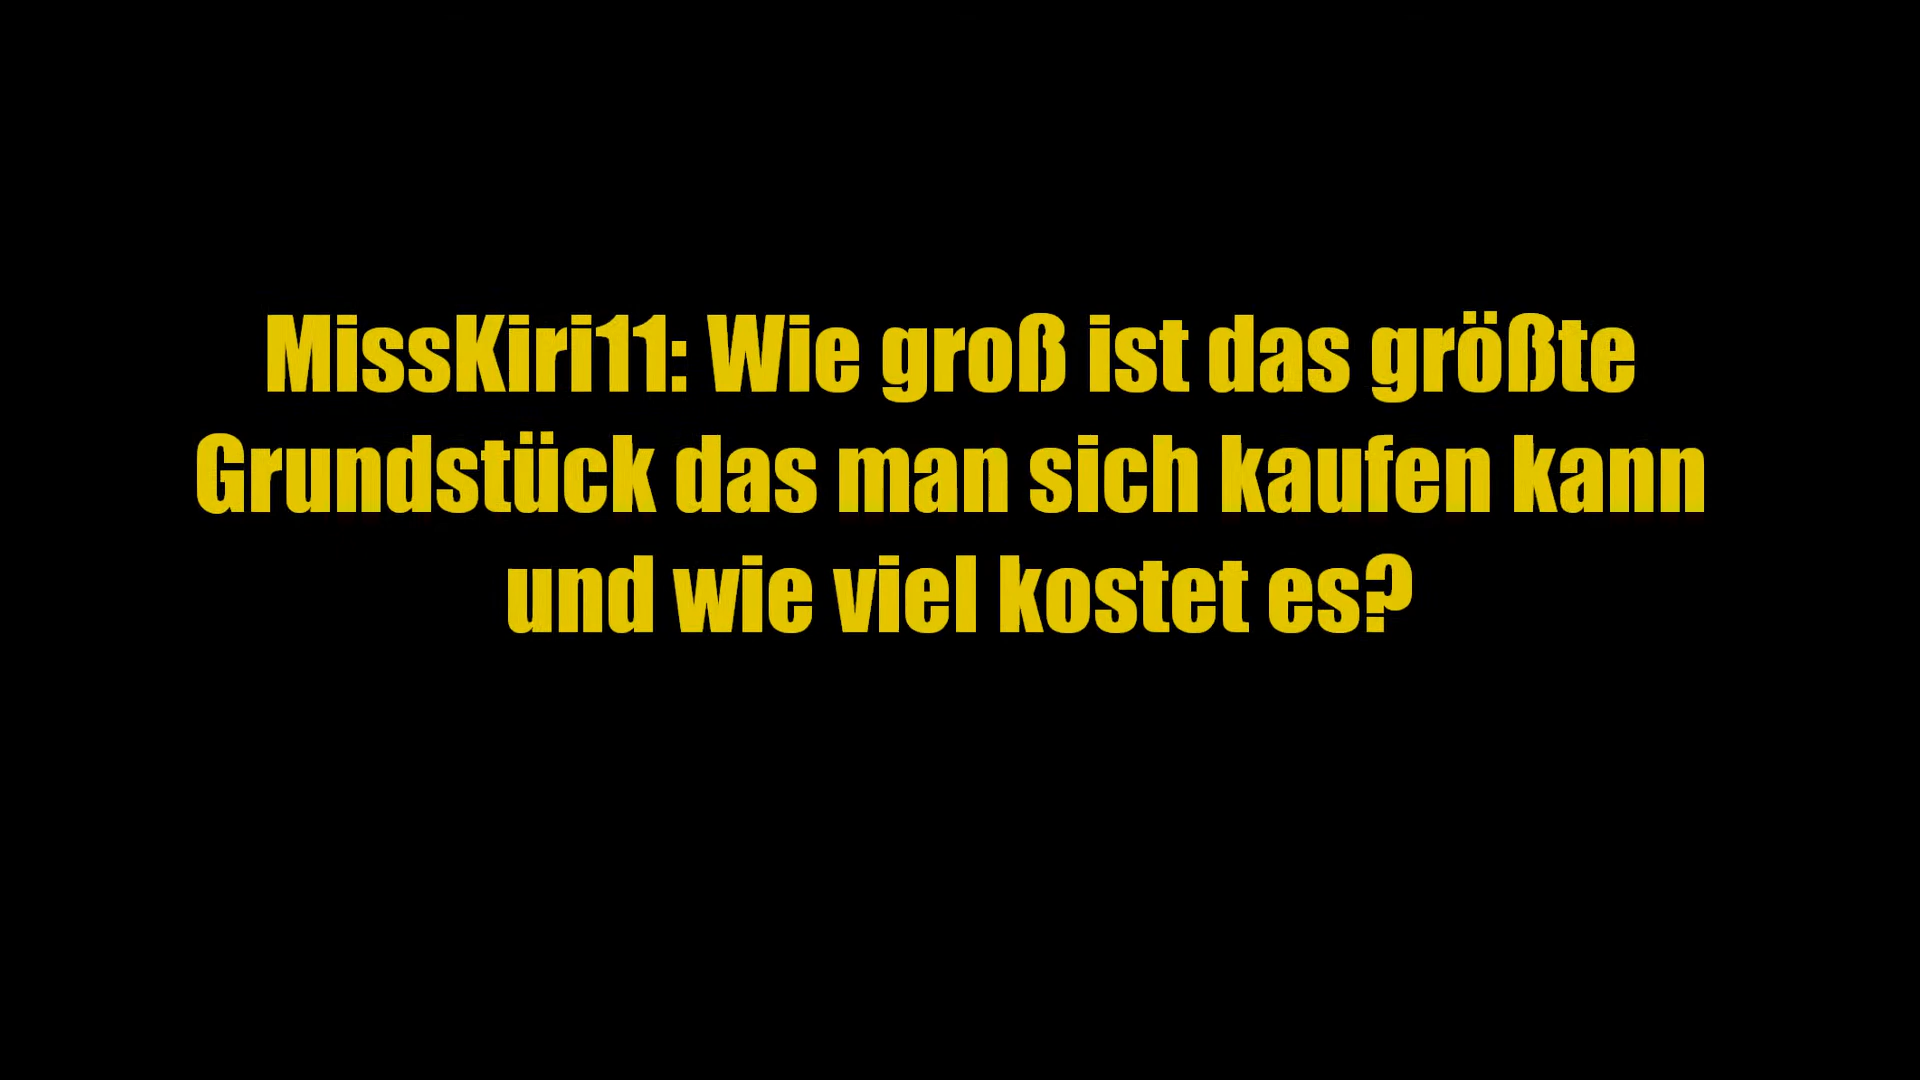 MissKiri11: Wie groß ist das größte
Grundstück das man sich kaufen kann
und wie viel kostet es?